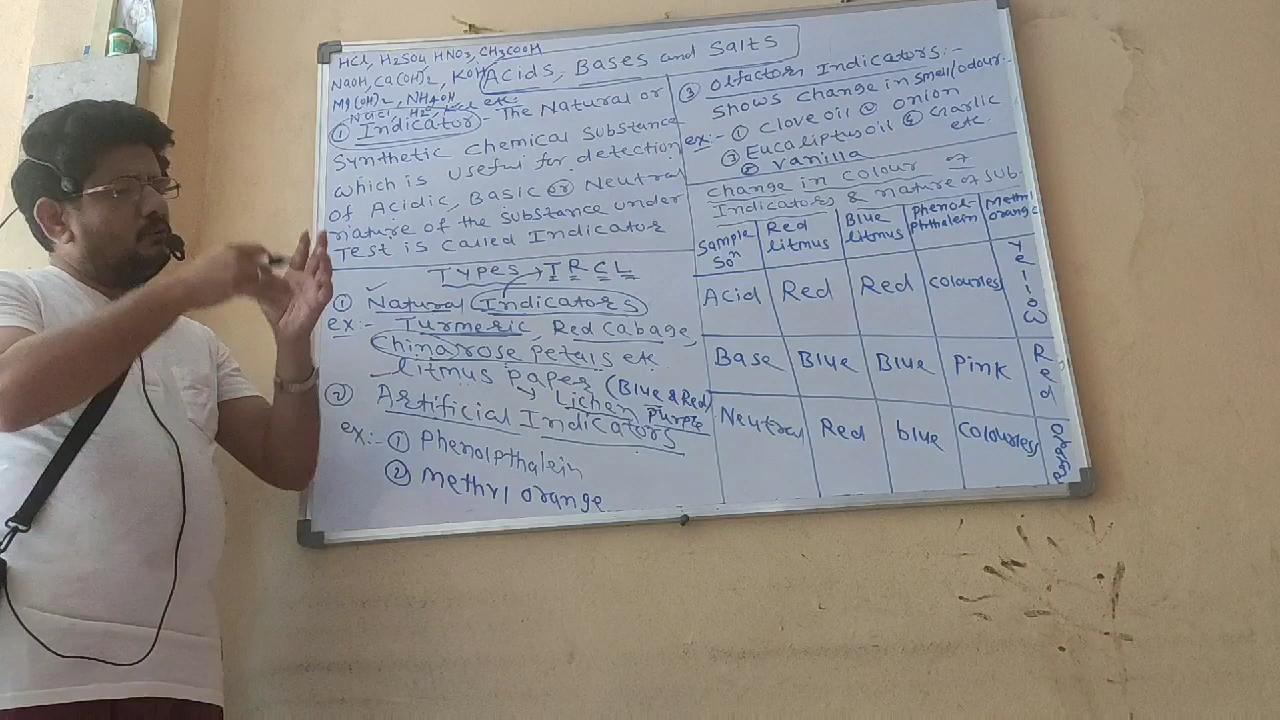 HCl, H2SO4 HNO3, CH3COOH
NaOH, Ca(OH)2, KOH
Mg(OH)2, NH4OH
NaCl, etc.
Acids, Bases and Salts
① Indicator :- The Natural or
Synthetic Chemical Substance
which is useful for detection
of Acidic, Basic or Neutral
nature of the substance under
Test is called Indicator
Types → I R C L
① Natural Indicators
ex:- Turmeric, Red Cabage,
Chinarose Petals etc
litmus paper (Blue & Red)
→ Lichen Purple
② Artificial Indicators
ex:- ① Phenolpthalein
② methyl orange
③ Olfactory Indicators:-
Shows change in smell/odour.
ex:- ① Clove oil ② onion
③ Eucaliptus oil ④ Garlic
⑤ Vanilla etc.
Change in Colour of
Indicators & nature of Sub.
Sample Son Red litmus Blue litmus Phenol-phthalein Methyl orange
Acid Red Red Colourless Yellow
Base Blue Blue Pink Red
Neutral Red blue Colourless Orange